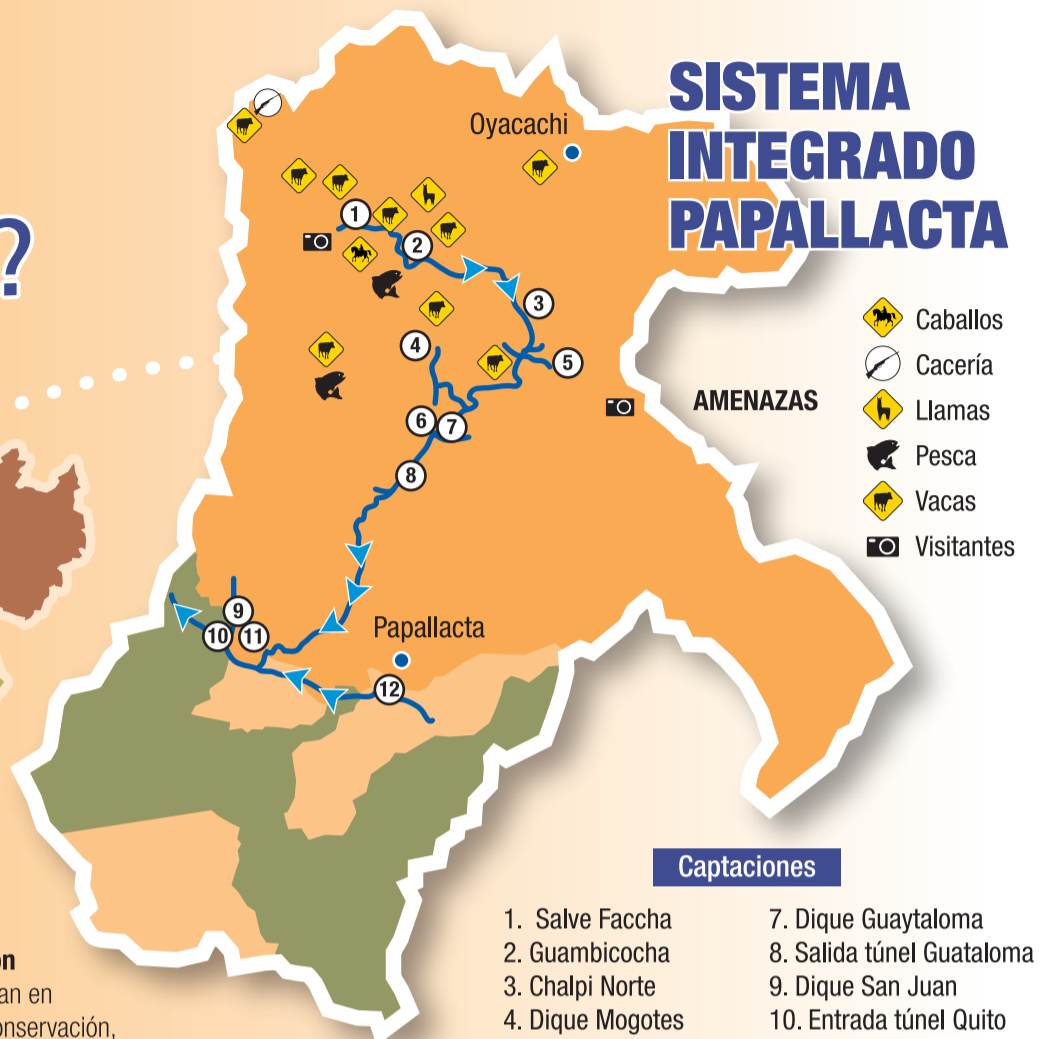 ?
SISTEMA
INTEGRADO
PAPALLACTA
Oyacachi
1
2
3
4
5
6
7
8
9
10
11
12
Papallacta
AMENAZAS
Caballos
Cacería
Llamas
Pesca
Vacas
Visitantes
Captaciones
1. Salve Faccha
2. Guambicocha
3. Chalpi Norte
4. Dique Mogotes
7. Dique Guaytaloma
8. Salida túnel Guataloma
9. Dique San Juan
10. Entrada túnel Quito
ón
an en
onservación,